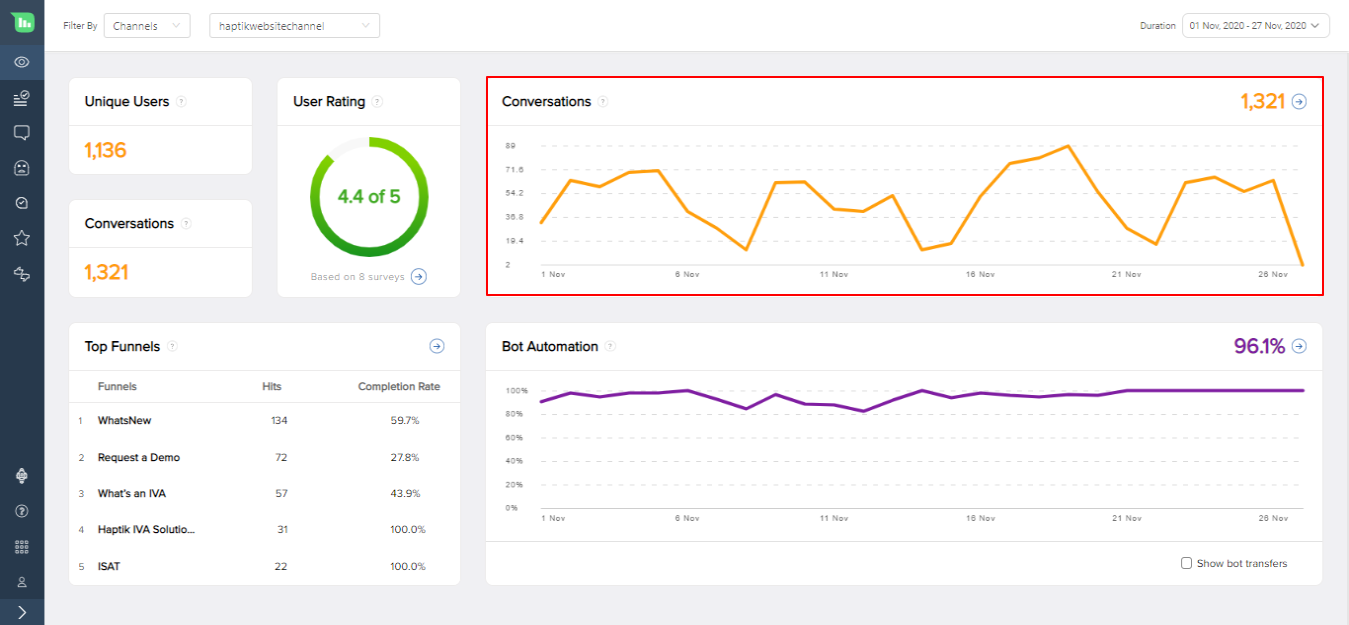 Filter By Channels haptikwebsitechannel Duration 01 Nov, 2020 - 27 Nov, 2020
Unique Users ?
1,136
Conversations ?
1,321
User Rating ?
4.4 of 5
Based on 8 surveys
Conversations ? 1,321
89
71.6
54.2
36.8
19.4
2
1 Nov 6 Nov 11 Nov 16 Nov 21 Nov 26 Nov
Top Funnels ?
Funnels Hits Completion Rate
1 WhatsNew 134 59.7%
2 Request a Demo 72 27.8%
3 What's an IVA 57 43.9%
4 Haptik IVA Solutio... 31 100.0%
5 ISAT 22 100.0%
Bot Automation ? 96.1%
100%
80%
60%
40%
20%
0%
1 Nov 6 Nov 11 Nov 16 Nov 21 Nov 26 Nov
Show bot transfers